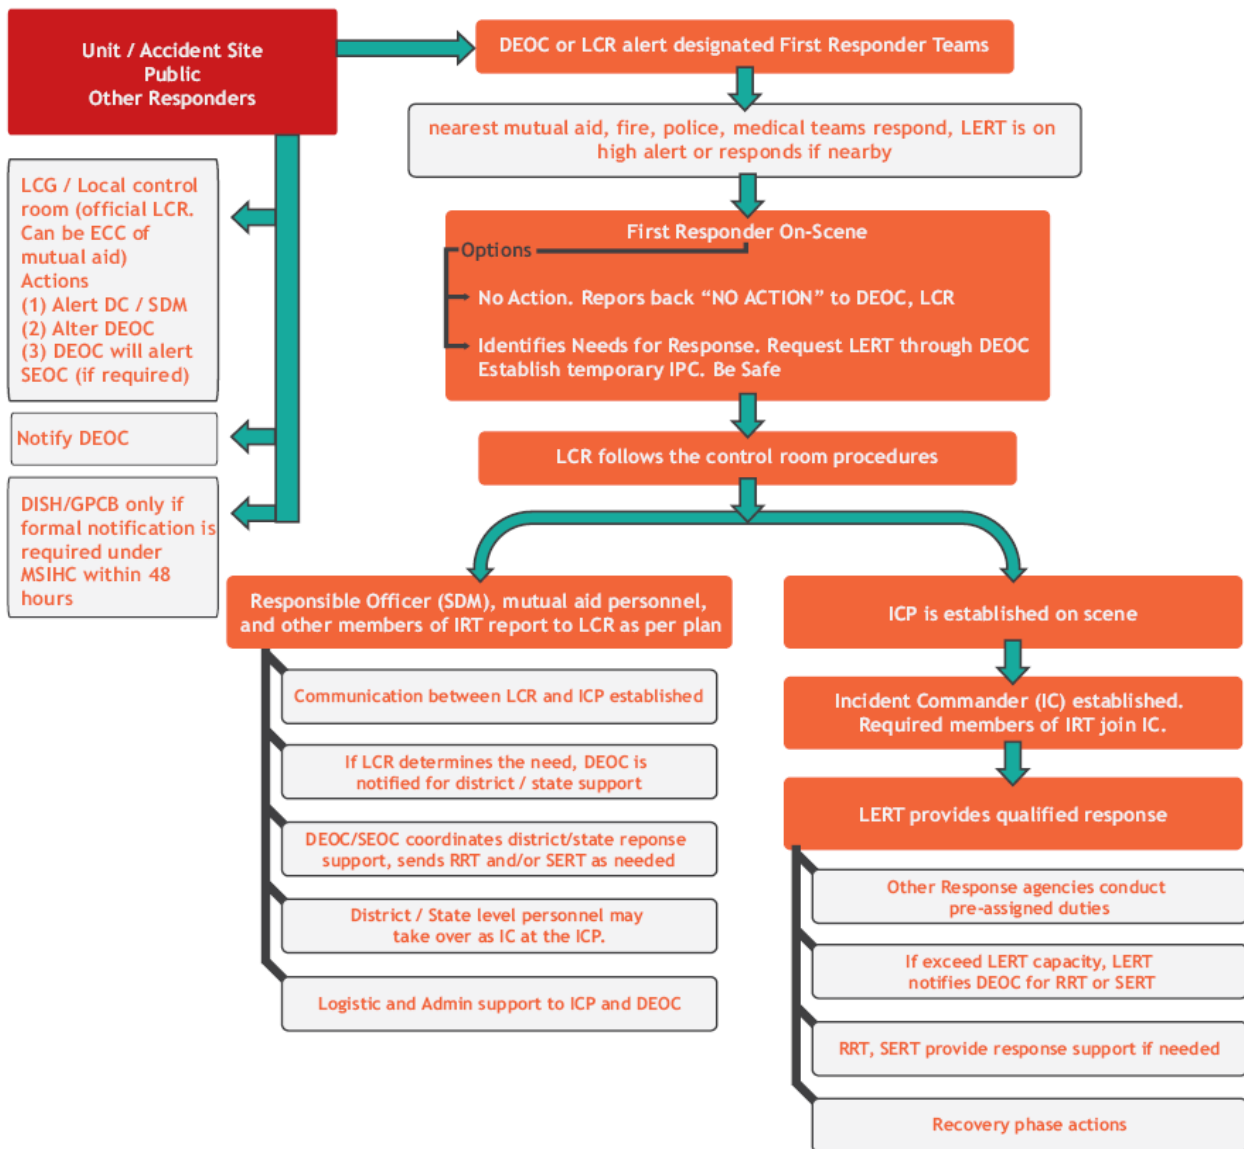 Unit / Accident Site
Public
Other Responders
DEOC or LCR alert designated First Responder Teams
nearest mutual aid, fire, police, medical teams respond, LERT is on
high alert or responds if nearby
LCG / Local control
room (official LCR.
Can be ECC of
mutual aid)
Actions
(1) Alert DC / SDM
(2) Alter DEOC
(3) DEOC will alert
SEOC (if required)
Notify DEOC
DISH/GPCB only if
formal notification is
required under
MSIHC within 48
hours
First Responder On-Scene
Options
No Action. Repors back “NO ACTION” to DEOC, LCR
Identifies Needs for Response. Request LERT through DEOC
Establish temporary IPC. Be Safe
LCR follows the control room procedures
Responsible Officer (SDM), mutual aid personnel,
and other members of IRT report to LCR as per plan
Communication between LCR and ICP established
If LCR determines the need, DEOC is
notified for district / state support
DEOC/SEOC coordinates district/state reponse
support, sends RRT and/or SERT as needed
District / State level personnel may
take over as IC at the ICP.
Logistic and Admin support to ICP and DEOC
ICP is established on scene
Incident Commander (IC) established.
Required members of IRT join IC.
LERT provides qualified response
Other Response agencies conduct
pre-assigned duties
If exceed LERT capacity, LERT
notifies DEOC for RRT or SERT
RRT, SERT provide response support if needed
Recovery phase actions